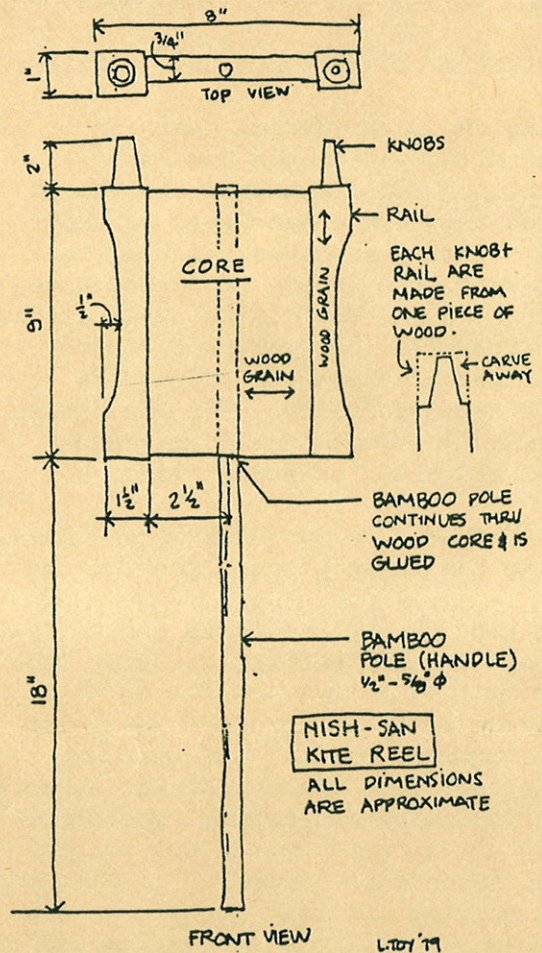 8"
3/4"
1"
TOP VIEW
2"
KNOBS
RAIL
CORE
WOOD GRAIN
EACH KNOB &
RAIL ARE
MADE FROM
ONE PIECE OF
WOOD.
CARVE
AWAY
9"
1/2"
WOOD
GRAIN
1 1/2"
2 1/2"
BAMBOO POLE
CONTINUES THRU
WOOD CORE & IS
GLUED
BAMBOO
POLE (HANDLE)
1/2" - 5/8" φ
18"
NISH-SAN
KITE REEL
ALL DIMENSIONS
ARE APPROXIMATE
FRONT VIEW
L.TOY '79